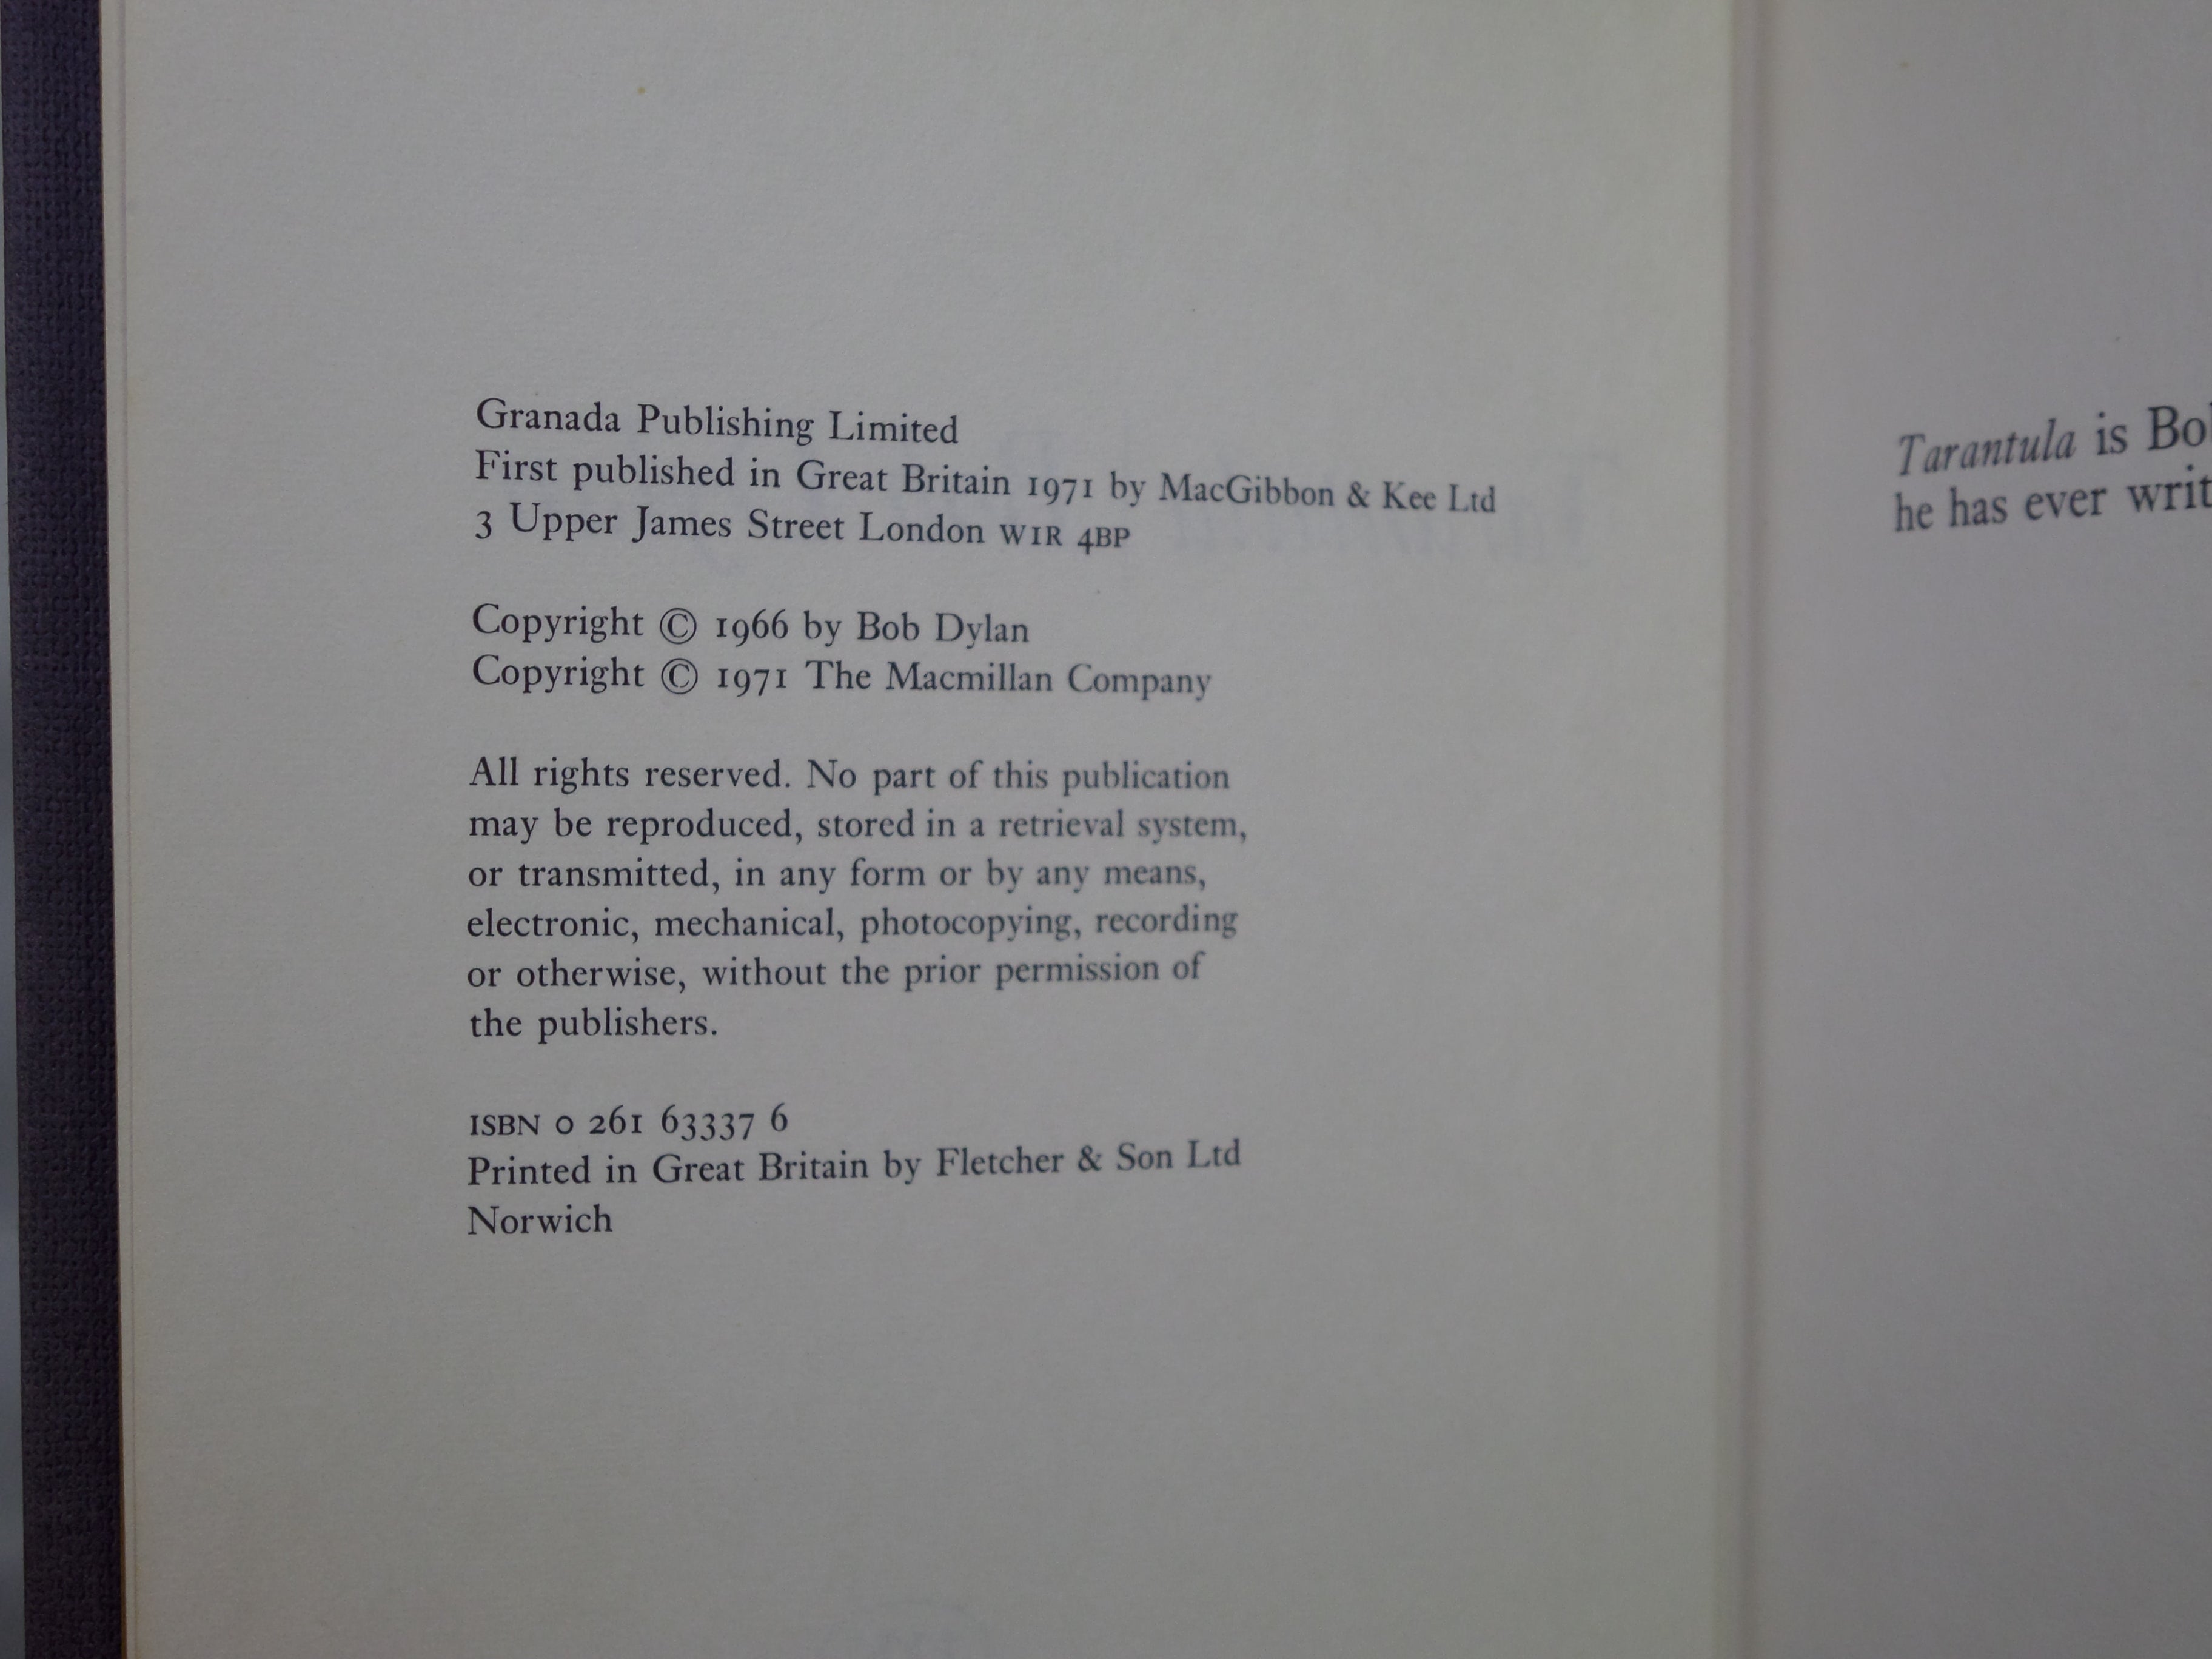 Granada Publishing Limited
First published in Great Britain 1971 by MacGibbon & Kee Ltd
3 Upper James Street London W1R 4BP
Copyright © 1966 by Bob Dylan
Copyright © 1971 The Macmillan Company
All rights reserved. No part of this publication
may be reproduced, stored in a retrieval system,
or transmitted, in any form or by any means,
electronic, mechanical, photocopying, recording
or otherwise, without the prior permission of
the publishers.
ISBN 0 261 63337 6
Printed in Great Britain by Fletcher & Son Ltd
Norwich
Tarantula is
he has ever